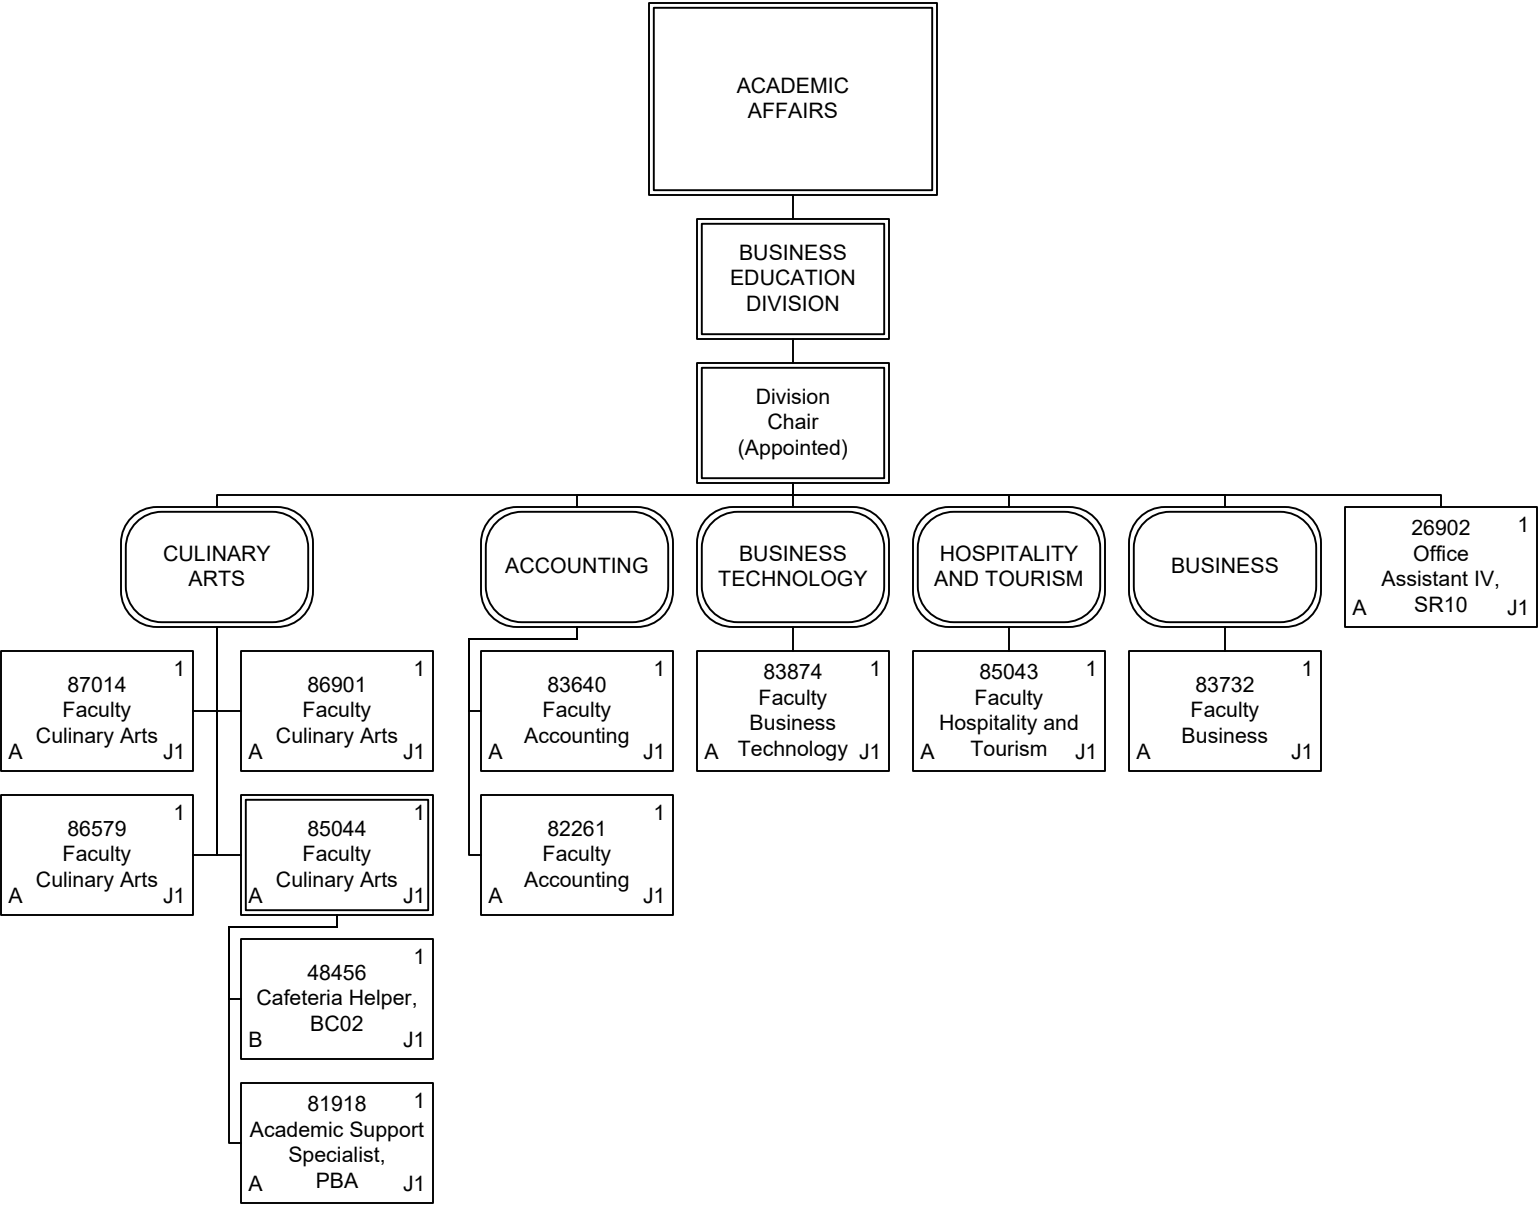 ACADEMIC
AFFAIRS
BUSINESS
EDUCATION
DIVISION
Division
Chair
(Appointed)
CULINARY
ARTS
ACCOUNTING
BUSINESS
TECHNOLOGY
HOSPITALITY
AND TOURISM
BUSINESS
26902 1
Office
Assistant IV,
A SR10 J1
1
87014
Faculty
Culinary Arts
A J1
1
86901
Faculty
Culinary Arts
A J1
1
83640
Faculty
Accounting
A J1
83874 1
Faculty
Business
A Technology J1
85043 1
Faculty
Hospitality and
A Tourism J1
1
83732
Faculty
Business
A J1
1
86579
Faculty
Culinary Arts
A J1
1
85044
Faculty
Culinary Arts
A J1
1
82261
Faculty
Accounting
A J1
1
48456
Cafeteria Helper,
BC02
B J1
81918 1
Academic Support
Specialist,
A PBA J1